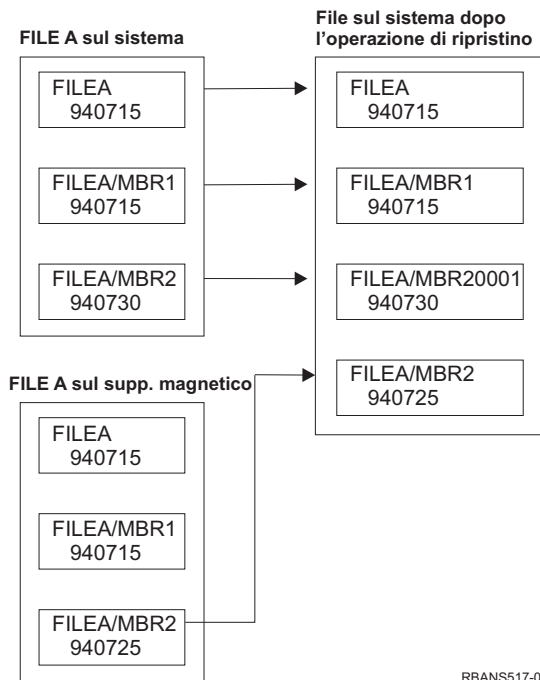 FILE A sul sistema
FILEA
940715
FILEA/MBR1
940715
FILEA/MBR2
940730
FILE A sul supp. magnetico
FILEA
940715
FILEA/MBR1
940715
FILEA/MBR2
940725
File sul sistema dopo
l'operazione di ripristino
FILEA
940715
FILEA/MBR1
940715
FILEA/MBR20001
940730
FILEA/MBR2
940725
RBANS517-0